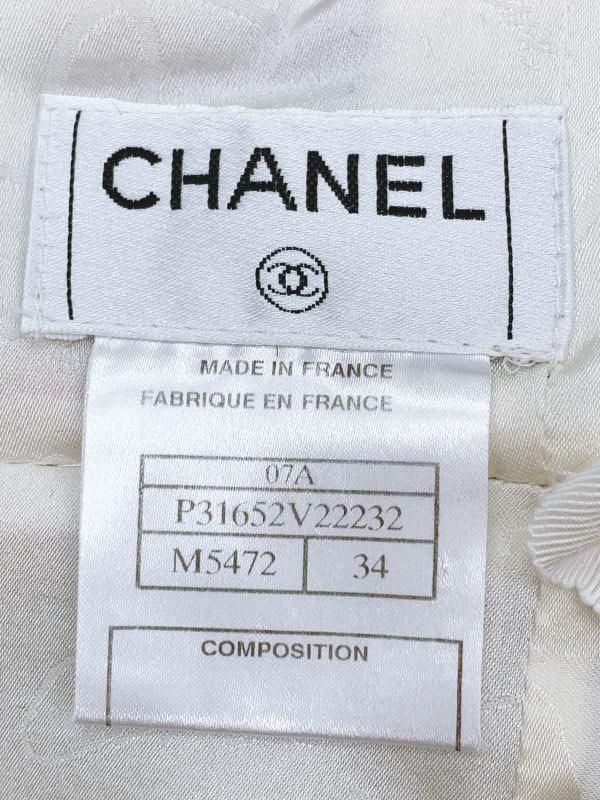 CHANEL
MADE IN FRANCE
FABRIQUE EN FRANCE
07A
P31652V22232
M5472 34
COMPOSITION